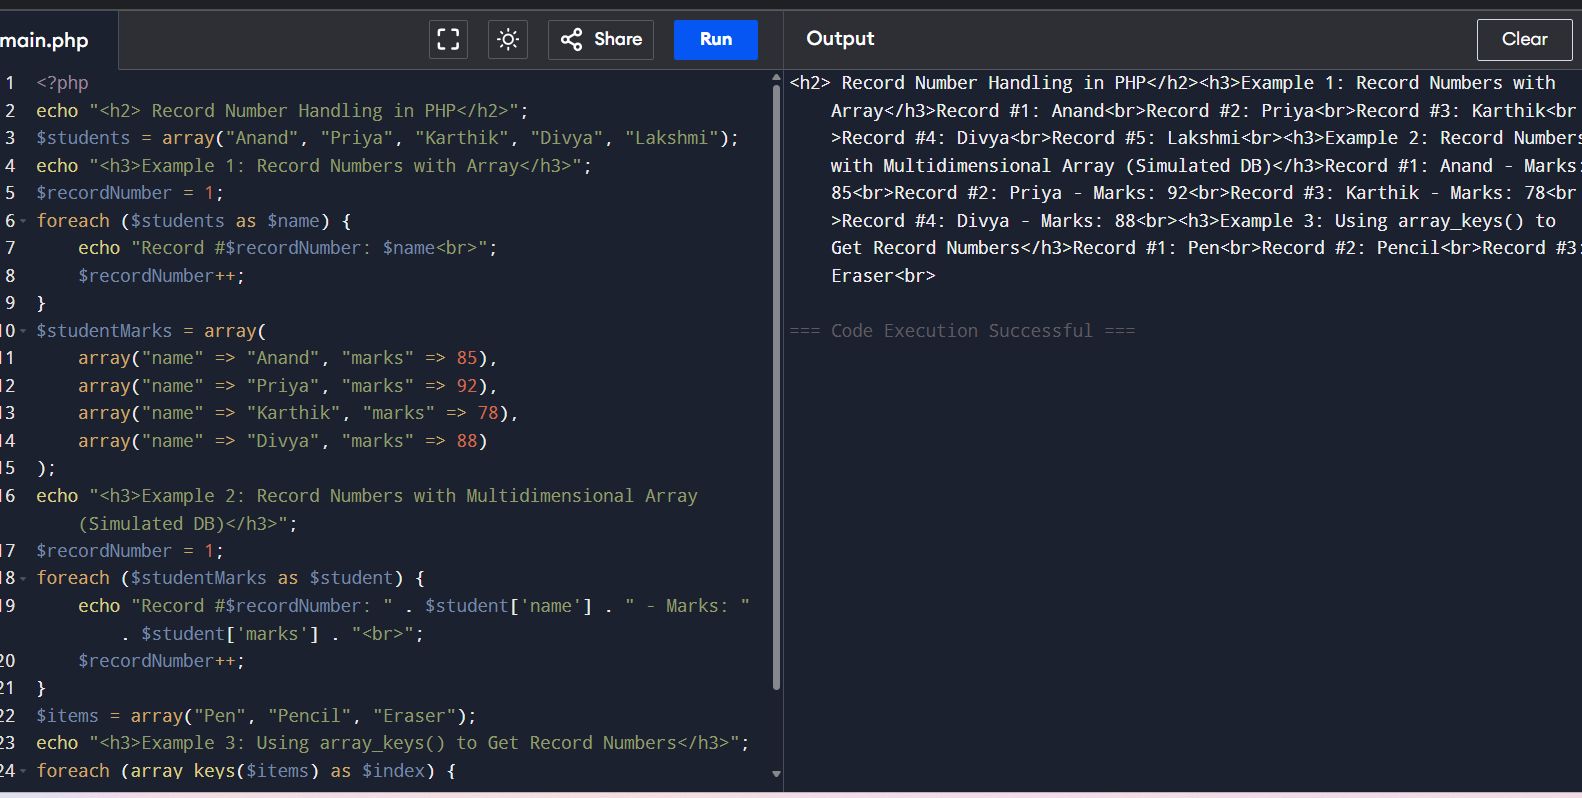 main.php
Share
Run
Output
Clear
1 <?php
2 echo "<h2> Record Number Handling in PHP</h2>";
3 $students = array("Anand", "Priya", "Karthik", "Divya", "Lakshmi");
4 echo "<h3>Example 1: Record Numbers with Array</h3>";
5 $recordNumber = 1;
6 foreach ($students as $name) {
7 echo "Record #$recordNumber: $name<br>";
8 $recordNumber++;
9 }
10 $studentMarks = array(
11 array("name" => "Anand", "marks" => 85),
12 array("name" => "Priya", "marks" => 92),
13 array("name" => "Karthik", "marks" => 78),
14 array("name" => "Divya", "marks" => 88)
15 );
16 echo "<h3>Example 2: Record Numbers with Multidimensional Array
(Simulated DB)</h3>";
17 $recordNumber = 1;
18 foreach ($studentMarks as $student) {
19 echo "Record #$recordNumber: " . $student['name'] . " - Marks: "
. $student['marks'] . "<br>";
20 $recordNumber++;
21 }
22 $items = array("Pen", "Pencil", "Eraser");
23 echo "<h3>Example 3: Using array_keys() to Get Record Numbers</h3>";
24 foreach (array_keys($items) as $index) {
<h2> Record Number Handling in PHP</h2><h3>Example 1: Record Numbers with
Array</h3>Record #1: Anand<br>Record #2: Priya<br>Record #3: Karthik<br
>Record #4: Divya<br>Record #5: Lakshmi<br><h3>Example 2: Record Numbers
with Multidimensional Array (Simulated DB)</h3>Record #1: Anand - Marks:
85<br>Record #2: Priya - Marks: 92<br>Record #3: Karthik - Marks: 78<br
>Record #4: Divya - Marks: 88<br><h3>Example 3: Using array_keys() to
Get Record Numbers</h3>Record #1: Pen<br>Record #2: Pencil<br>Record #3:
Eraser<br>
=== Code Execution Successful ===